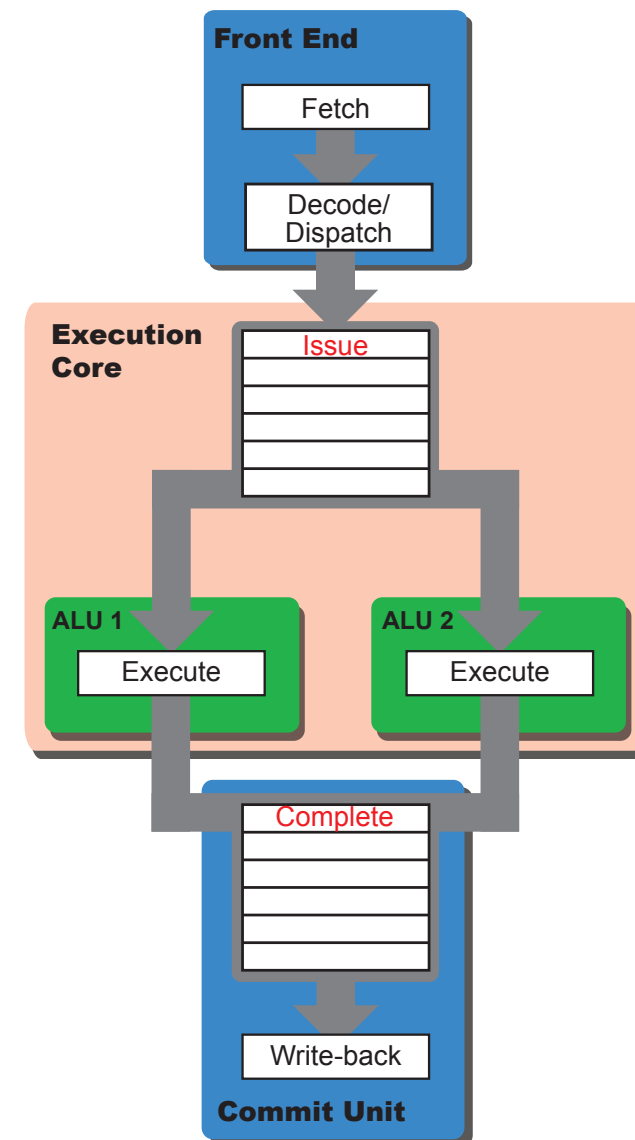 Front End
Fetch
Decode/
Dispatch
Execution
Core
Issue
ALU 1
Execute
ALU 2
Execute
Complete
Write-back
Commit Unit